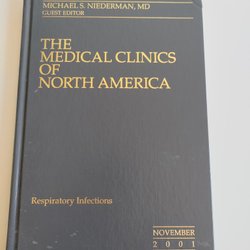 MICHAEL S. NIEDERMAN, MD
GUEST EDITOR
THE
MEDICAL CLINICS
OF
NORTH AMERICA
Respiratory Infections
NOVEMBER
2001